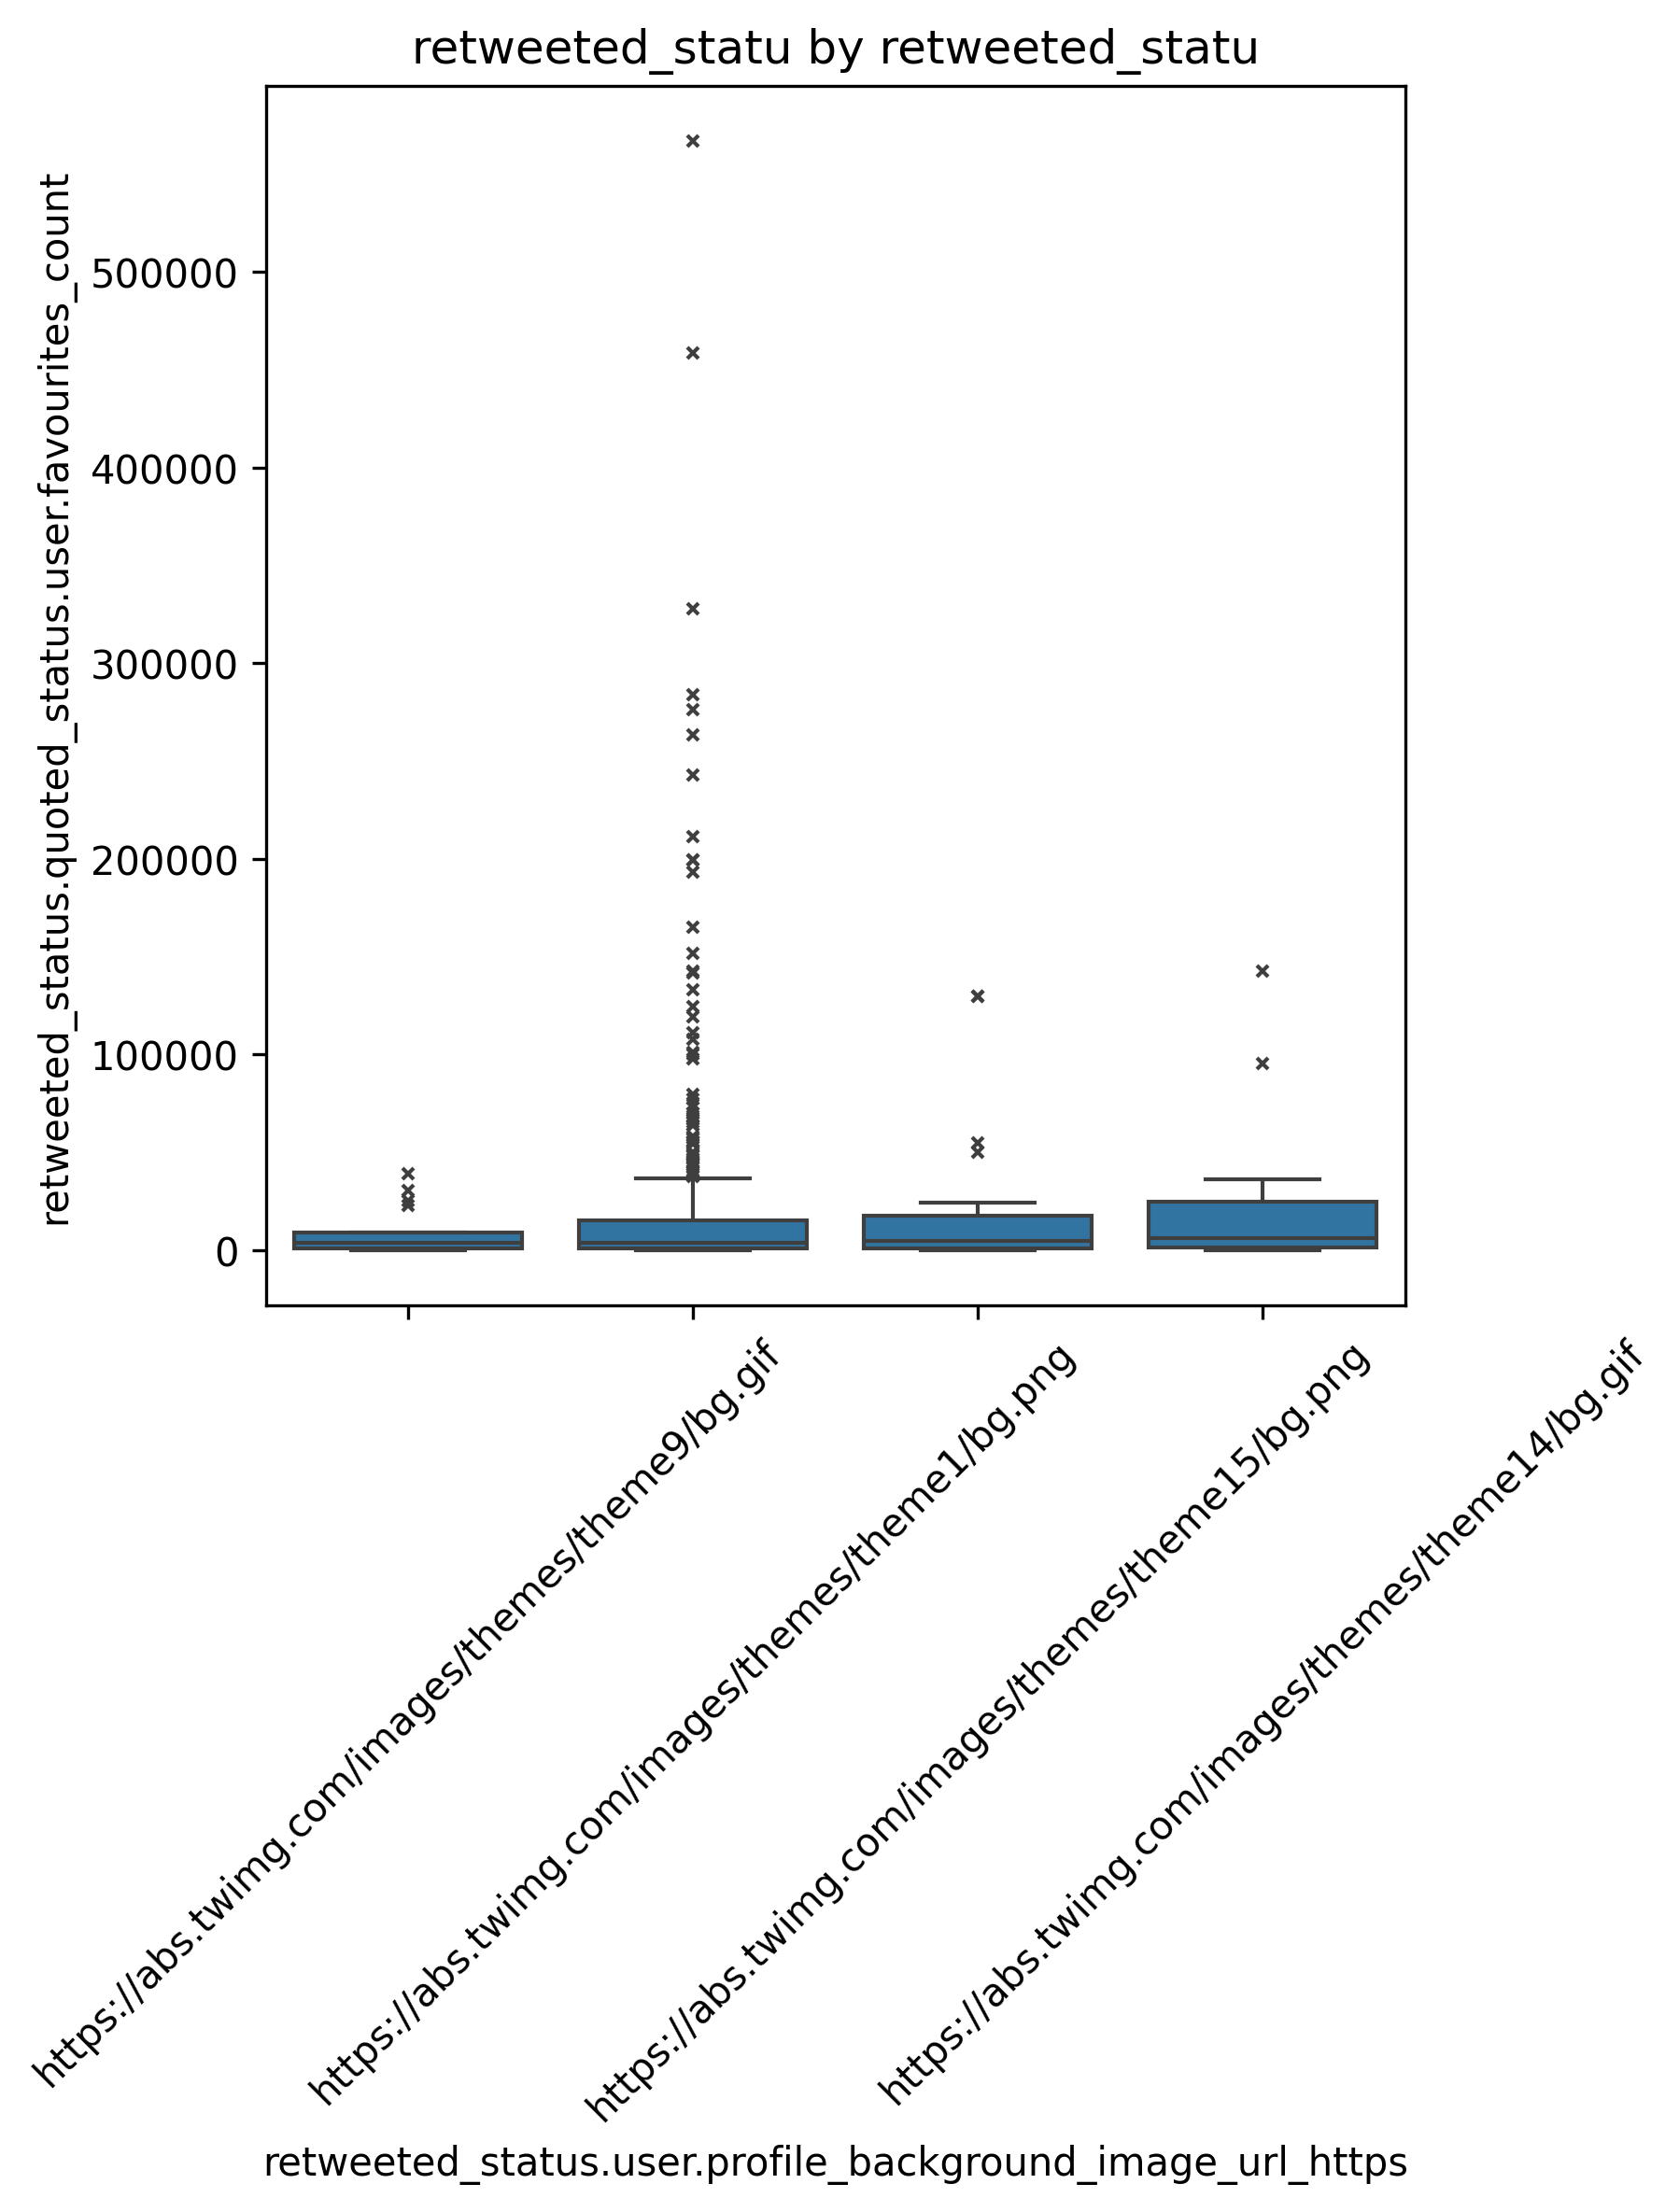 retweeted_statu by retweeted_statu
retweeted_status.quoted_status.user.favourites_count
500000
400000
300000
200000
100000
0
https://abs.twimg.com/images/themes/theme9/bg.gif
https://abs.twimg.com/images/themes/theme1/bg.png
https://abs.twimg.com/images/themes/theme15/bg.png
https://abs.twimg.com/images/themes/theme14/bg.gif
retweeted_status.user.profile_background_image_url_https